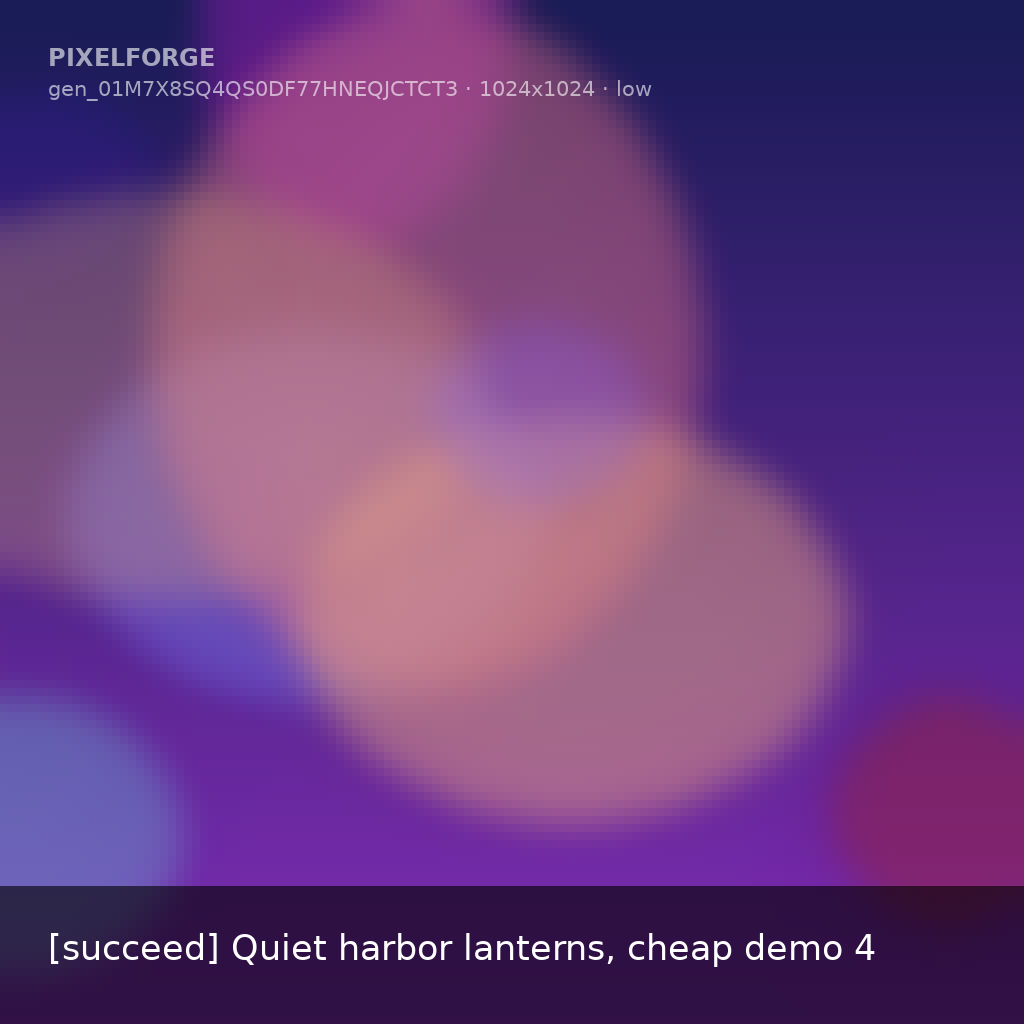 PIXELFORGE
gen_01M7X8SQ4QS0DF77HNEQJCTCT3 · 1024x1024 · low
[succeed] Quiet harbor lanterns, cheap demo 4